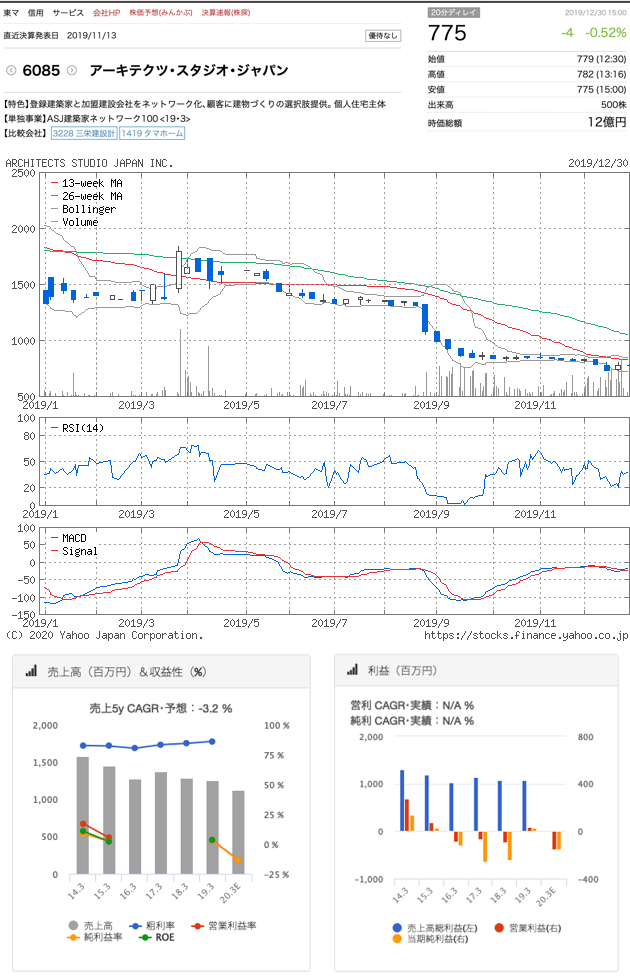 東マ 信用 サービス 会社HP 株価予想(みんかぶ) 決算速報(株探)
直近決算発表日 2019/11/13 優待なし
6085 アーキテクツ・スタジオ・ジャパン
【特色】登録建築家と加盟建設会社をネットワーク化、顧客に建物づくりの選択肢提供。個人住宅主体
【単独事業】ASJ建築家ネットワーク100 <19・3>
【比較会社】 3228 三栄建設計 1419 タマホーム
20分ディレイ 2019/12/30 15:00
775 -4 -0.52%
始値 779 (12:30)
高値 782 (13:16)
安値 775 (15:00)
出来高 500株
時価総額 12億円
ARCHITECTS STUDIO JAPAN INC. 2019/12/30
2500
2000
1500
1000
500
13-week MA
26-week MA
Bollinger
Volume
2019/1 2019/3 2019/5 2019/7 2019/9 2019/11
100
80
50
20
0
RSI(14)
2019/1 2019/3 2019/5 2019/7 2019/9 2019/11
100
50
0
-50
-100
-150
MACD
Signal
2019/1 2019/3 2019/5 2019/7 2019/9 2019/11
(C) 2020 Yahoo Japan Corporation. https://stocks.finance.yahoo.co.jp
売上高（百万円）＆収益性（%）
売上5y CAGR・予想：-3.2 %
2,000
1,500
1,000
500
0
100 %
75 %
50 %
25 %
0 %
-25 %
14.3 15.3 16.3 17.3 18.3 19.3 20.3E
売上高 粗利率 営業利益率
純利益率 ROE
利益（百万円）
営利 CAGR・実績：N/A %
純利 CAGR・実績：N/A %
2,000
1,000
0
-1,000
800
400
0
-400
14.3 15.3 16.3 17.3 18.3 19.3 20.3E
売上高総利益(左) 営業利益(右)
当期純利益(右)